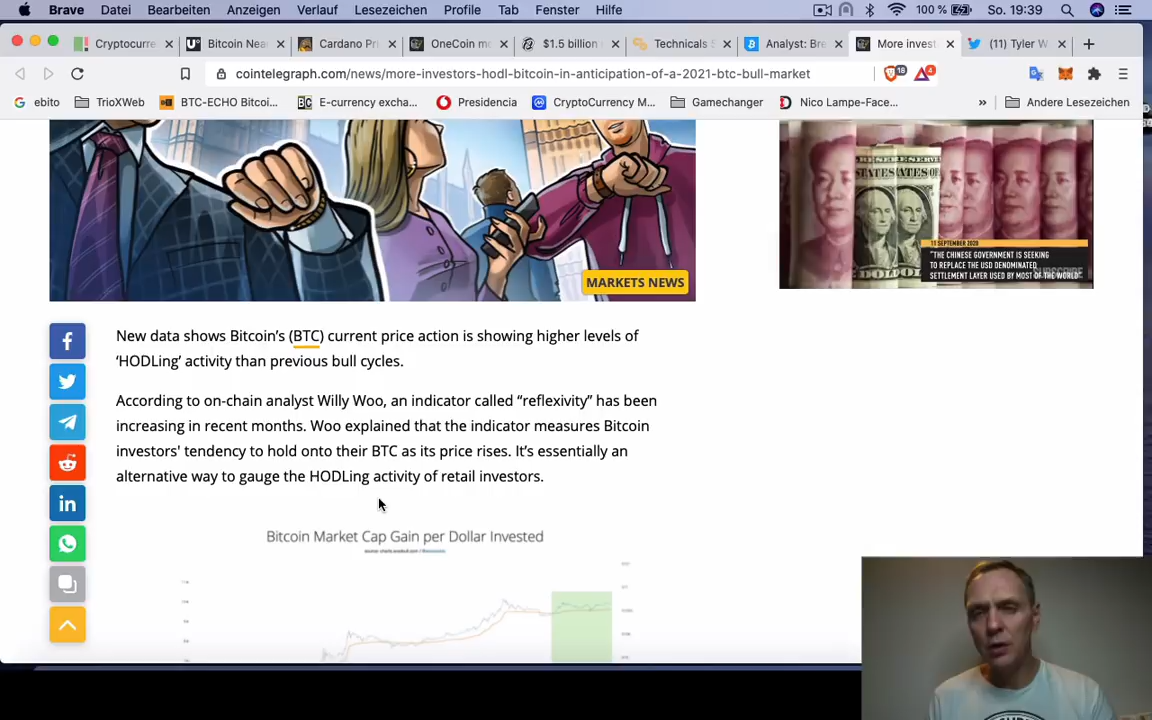 Brave Datei Bearbeiten Anzeigen Verlauf Lesezeichen Profile Tab Fenster Hilfe 100 % So. 19:39
Cryptocurre Bitcoin Nea Cardano Pri OneCoin mo $1.5 billion Technicals S Analyst: Bre More invest (11) Tyler W
cointelegraph.com/news/more-investors-hodl-bitcoin-in-anticipation-of-a-2021-btc-bull-market 18 4
ebito TrioXWeb BTC-ECHO Bitcoi... E-currency excha... Presidencia CryptoCurrency M... Gamechanger Nico Lampe-Face... » Andere Lesezeichen
MARKETS NEWS
11 SEPTEMBER 2020
"THE CHINESE GOVERNMENT IS SEEKING
TO REPLACE THE USD DENOMINATED
SETTLEMENT LAYER USED BY MOST OF THE WORLD"
New data shows Bitcoin's (BTC) current price action is showing higher levels of
'HODLing' activity than previous bull cycles.
According to on-chain analyst Willy Woo, an indicator called "reflexivity" has been
increasing in recent months. Woo explained that the indicator measures Bitcoin
investors' tendency to hold onto their BTC as its price rises. It's essentially an
alternative way to gauge the HODLing activity of retail investors.
Bitcoin Market Cap Gain per Dollar Invested